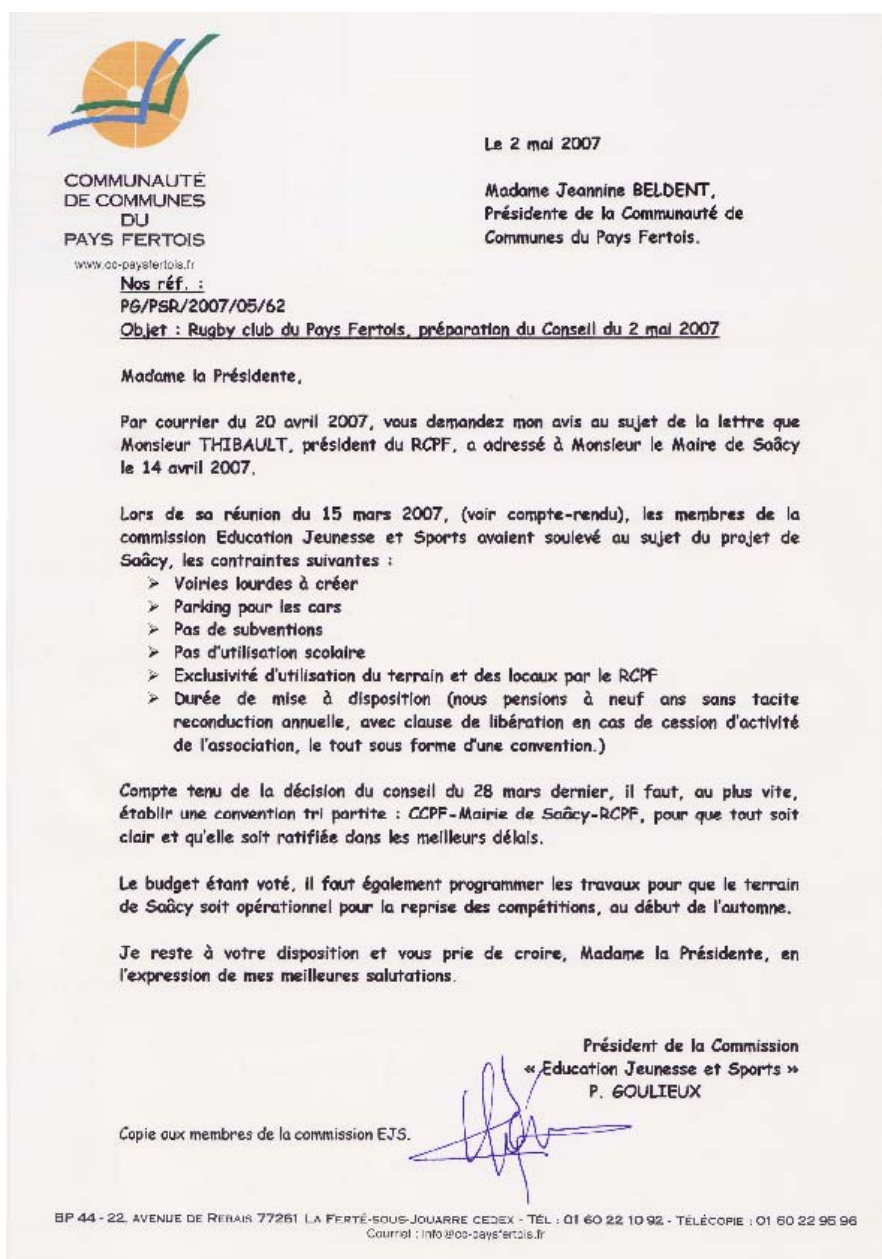 COMMUNAUTÉ
DE COMMUNES
DU
PAYS FERTOIS
www.cc-paysfertois.fr
Le 2 mai 2007
Madame Jeannine BELDENT,
Présidente de la Communauté de
Communes du Pays Fertois.
Nos réf. :
PG/PSR/2007/05/62
Objet : Rugby club du Pays Fertois, préparation du Conseil du 2 mai 2007
Madame la Présidente,
Par courrier du 20 avril 2007, vous demandez mon avis au sujet de la lettre que
Monsieur THIBAULT, président du RCPF, a adressé à Monsieur le Maire de Saâcy
le 14 avril 2007.
Lors de sa réunion du 15 mars 2007, (voir compte-rendu), les membres de la
commission Education Jeunesse et Sports avaient soulevé au sujet du projet de
Saâcy, les contraintes suivantes :
➢ Voiries lourdes à créer
➢ Parking pour les cars
➢ Pas de subventions
➢ Pas d'utilisation scolaire
➢ Exclusivité d'utilisation du terrain et des locaux par le RCPF
➢ Durée de mise à disposition (nous pensions à neuf ans sans tacite
reconduction annuelle, avec clause de libération en cas de cession d'activité
de l'association, le tout sous forme d'une convention.)
Compte tenu de la décision du conseil du 28 mars dernier, il faut, au plus vite,
établir une convention tri partite : CCPF-Mairie de Saâcy-RCPF, pour que tout soit
clair et qu'elle soit ratifiée dans les meilleurs délais.
Le budget étant voté, il faut également programmer les travaux pour que le terrain
de Saâcy soit opérationnel pour la reprise des compétitions, au début de l'automne.
Je reste à votre disposition et vous prie de croire, Madame la Présidente, en
l'expression de mes meilleures salutations.
Président de la Commission
« Education Jeunesse et Sports »
P. GOULIEUX
Copie aux membres de la commission EJS.
BP 44 - 22, AVENUE DE REBAIS 77261 LA FERTÉ-SOUS-JOUARRE CEDEX - TÉL : 01 60 22 10 92 - TÉLÉCOPIE : 01 60 22 95 96
Courriel : info@cc-paysfertois.fr